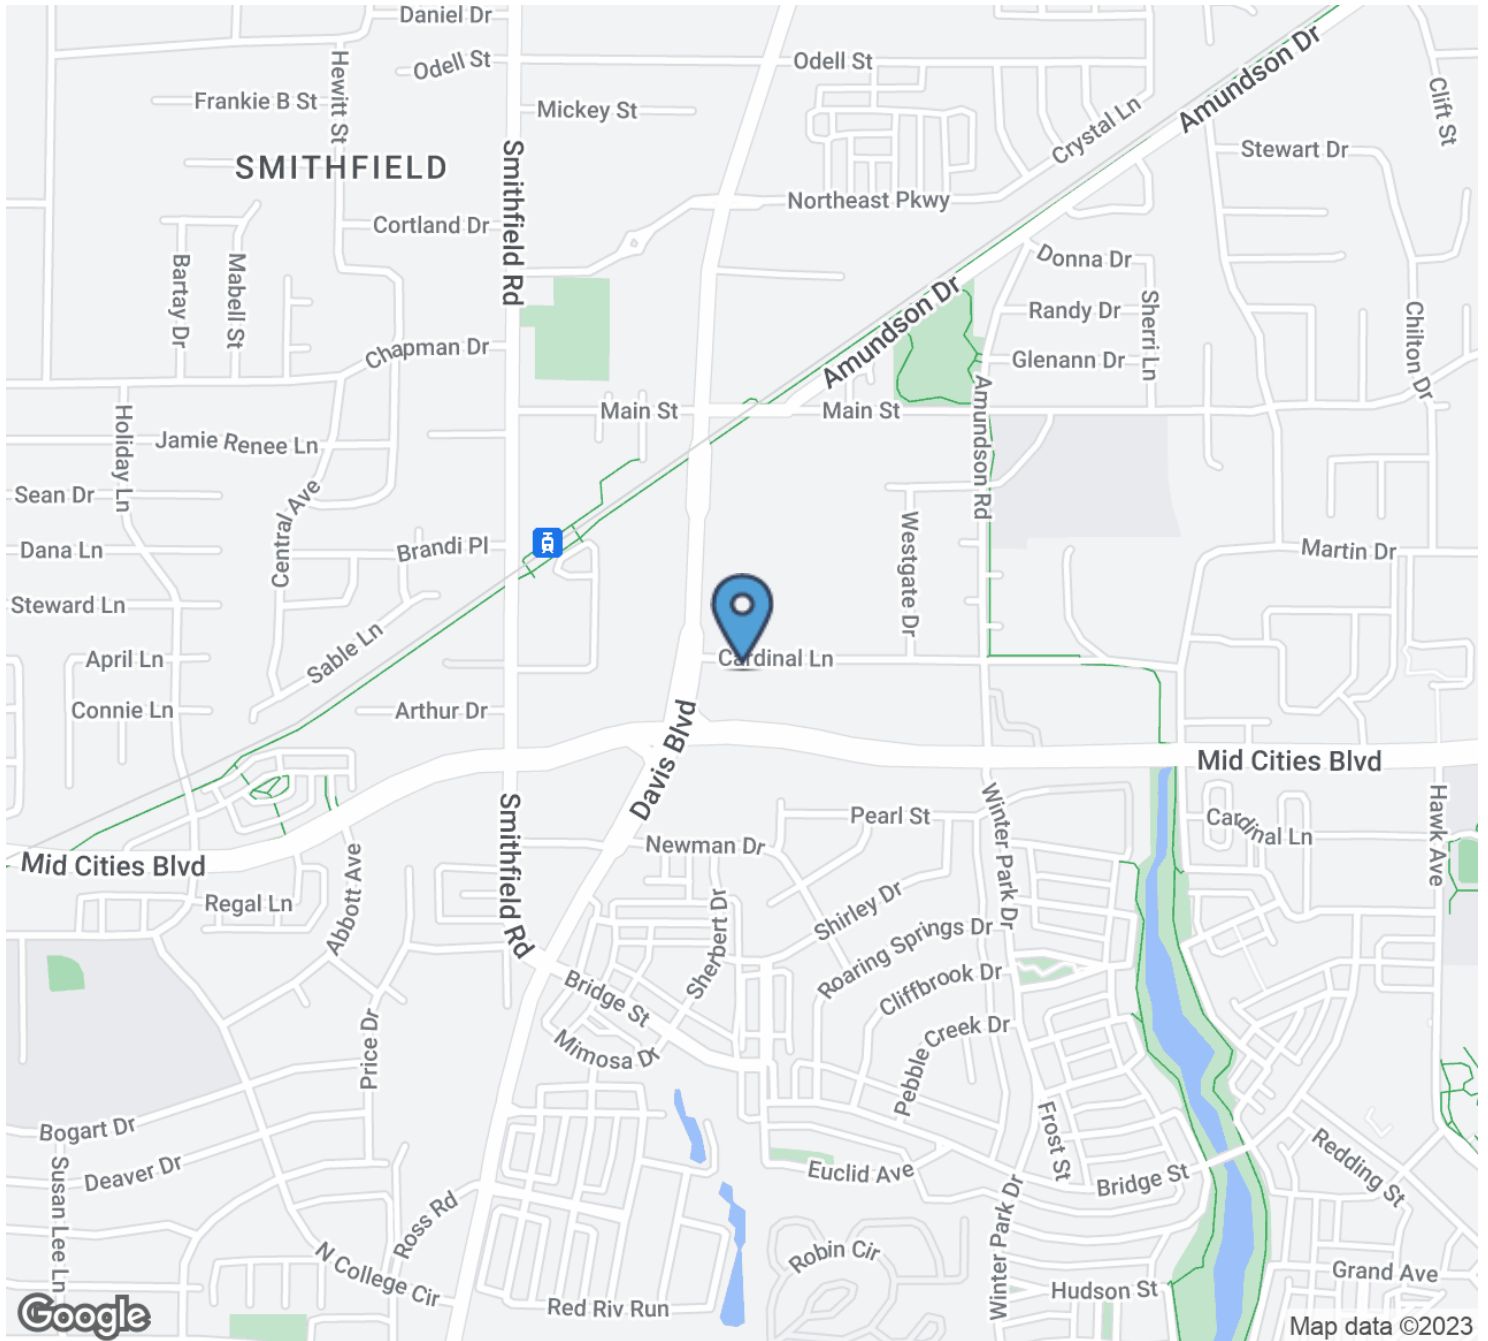 Daniel Dr
Odell St
Odell St
Hewitt St
Frankie B St
Mickey St
Amundson Dr
Clift St
Crystal Ln
SMITHFIELD
Smithfield Rd
Stewart Dr
Northeast Pkwy
Cortland Dr
Bartay Dr
Mabell St
Donna Dr
Amundson Dr
Randy Dr
Sherri Ln
Chilton Dr
Chapman Dr
Glenann Dr
Main St
Main St
Amundson Rd
Holiday Ln
Jamie Renee Ln
Sean Dr
Central Ave
Westgate Dr
Dana Ln
Brandi Pl
Martin Dr
Steward Ln
Sable Ln
April Ln
Cardinal Ln
Connie Ln
Arthur Dr
Davis Blvd
Mid Cities Blvd
Smithfield Rd
Winter Park Dr
Pearl St
Cardinal Ln
Hawk Ave
Newman Dr
Mid Cities Blvd
Abbott Ave
Regal Ln
Shirley Dr
Sherbert Dr
Roaring Springs Dr
Cliffbrook Dr
Bridge St
Price Dr
Pebble Creek Dr
Mimosa Dr
Frost St
Bogart Dr
Redding St
Susan Lee Ln
Deaver Dr
Euclid Ave
Bridge St
Winter Park Dr
Ross Rd
N College Cir
Robin Cir
Grand Ave
Hudson St
Red Riv Run
Google
Map data ©2023